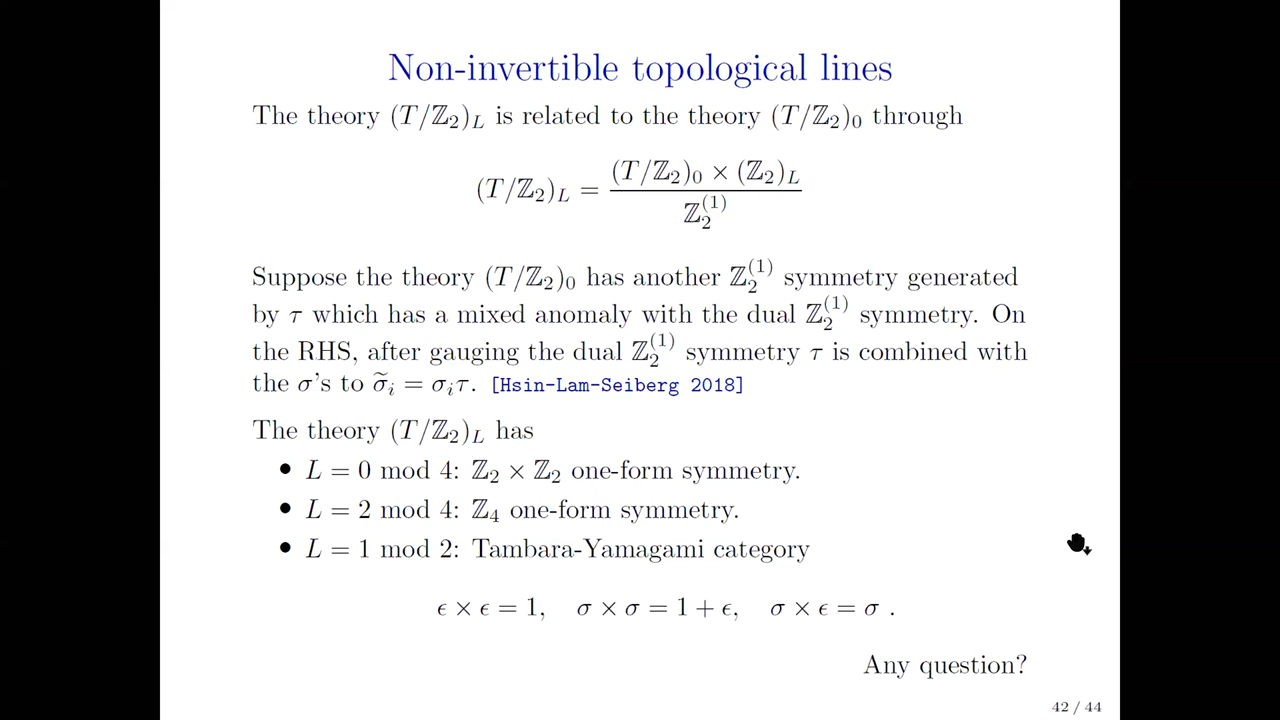 Non-invertible topological lines
The theory (T/ℤ₂)_L is related to the theory (T/ℤ₂)₀ through
(T/ℤ₂)_L = \frac{(T/ℤ₂)₀ × (ℤ₂)_L}{ℤ₂^{(1)}}
Suppose the theory (T/ℤ₂)₀ has another ℤ₂^{(1)} symmetry generated
by τ which has a mixed anomaly with the dual ℤ₂^{(1)} symmetry. On
the RHS, after gauging the dual ℤ₂^{(1)} symmetry τ is combined with
the σ's to σ̃ᵢ = σᵢτ. [Hsin-Lam-Seiberg 2018]
The theory (T/ℤ₂)_L has
• L = 0 mod 4: ℤ₂ × ℤ₂ one-form symmetry.
• L = 2 mod 4: ℤ₄ one-form symmetry.
• L = 1 mod 2: Tambara-Yamagami category
ϵ × ϵ = 1, σ × σ = 1 + ϵ, σ × ϵ = σ .
Any question?
42 / 44